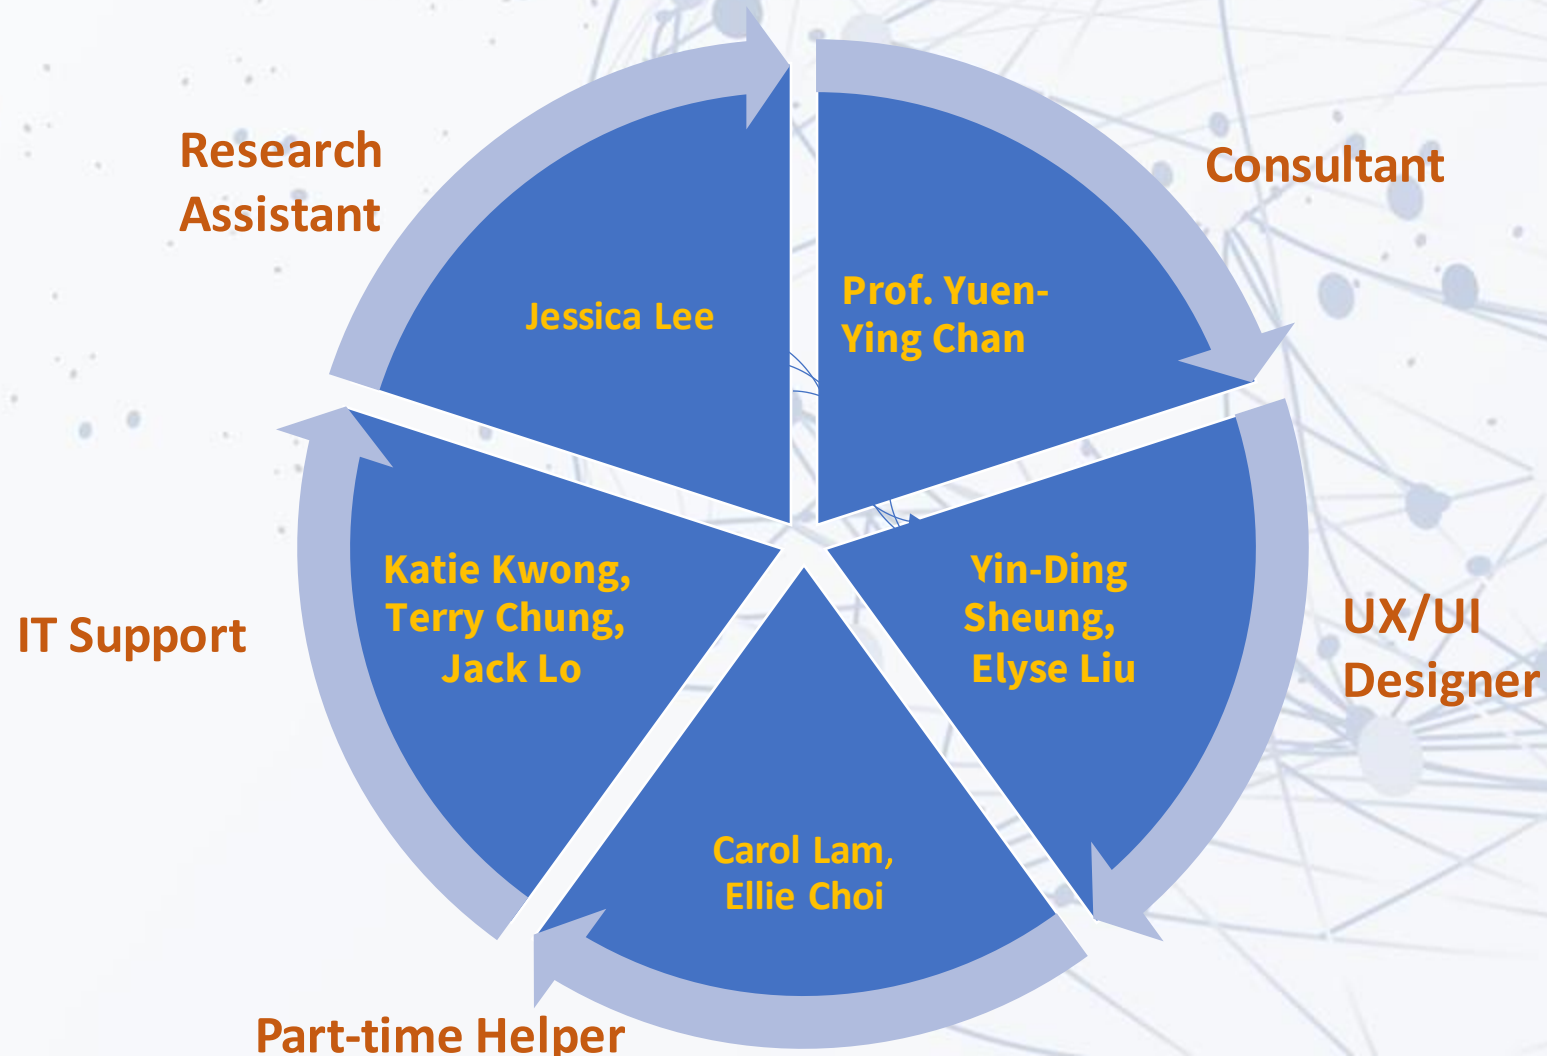 Research
Assistant
Consultant
Jessica Lee
Prof. Yuen-
Ying Chan
Katie Kwong,
Terry Chung,
Jack Lo
Yin-Ding
Sheung,
Elyse Liu
IT Support
UX/UI
Designer
Carol Lam,
Ellie Choi
Part-time Helper